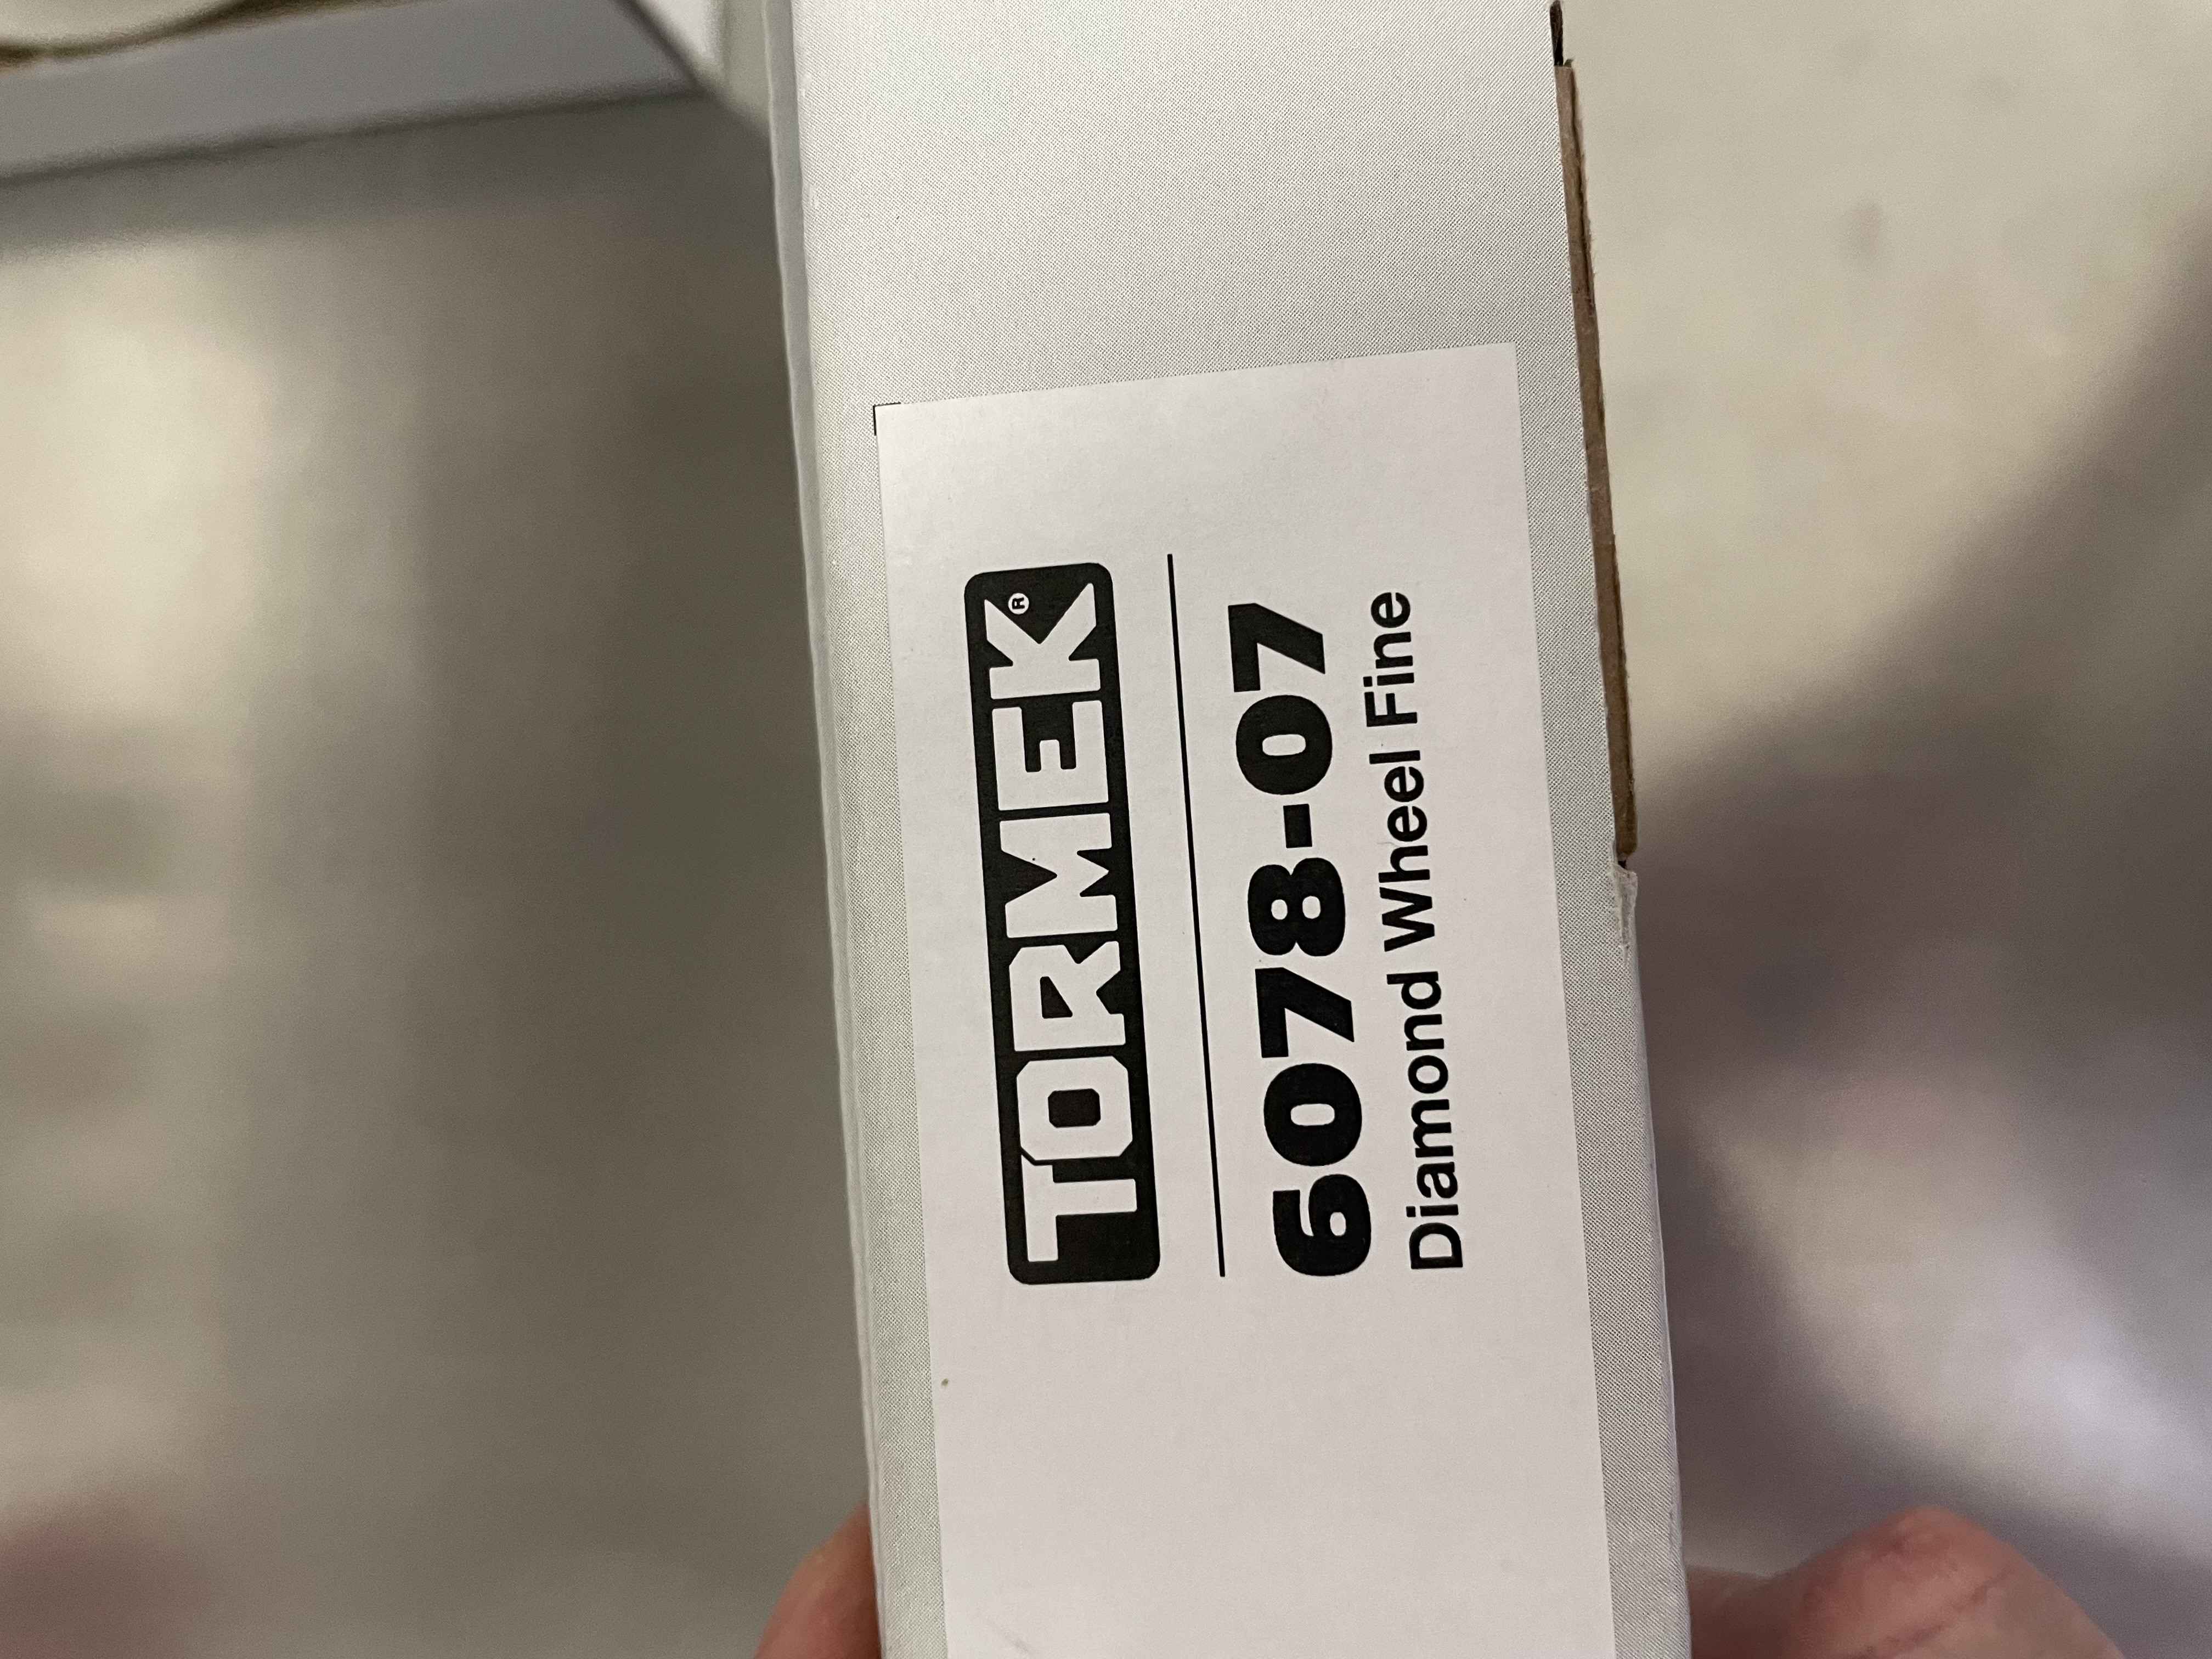 TORMEK®
6078-07
Diamond Wheel Fine